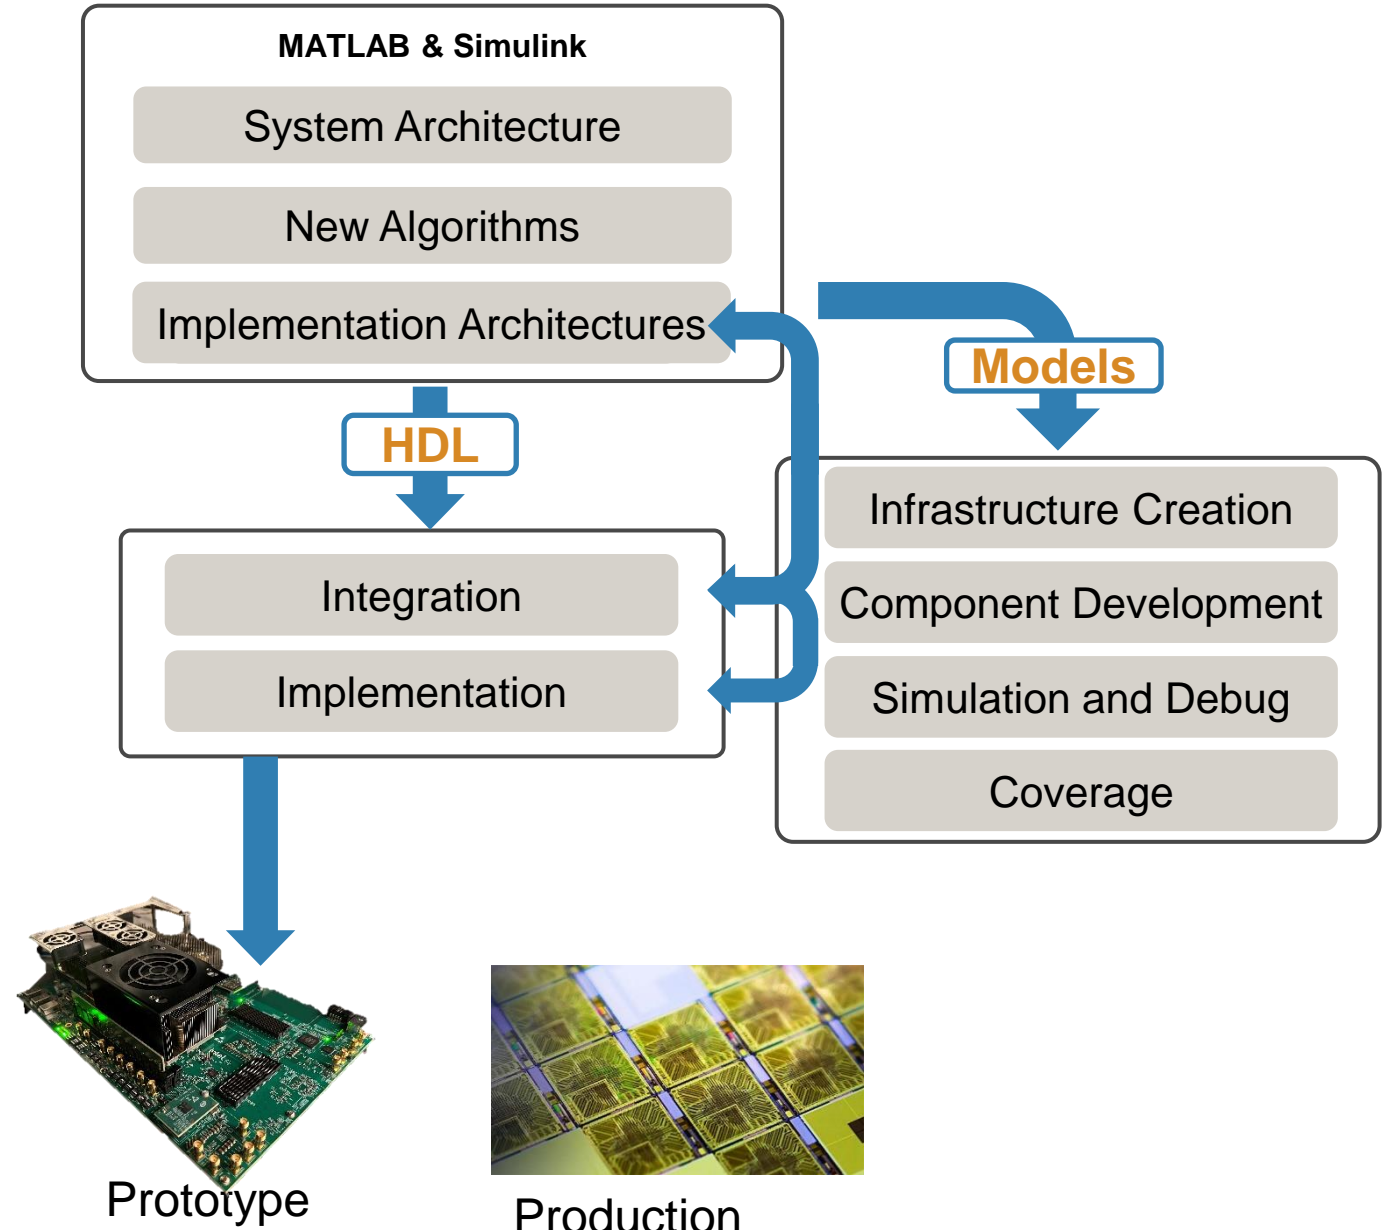 MATLAB & Simulink
System Architecture
New Algorithms
Implementation Architectures
Models
HDL
Infrastructure Creation
Integration
Component Development
Implementation
Simulation and Debug
Coverage
Prototype
Production